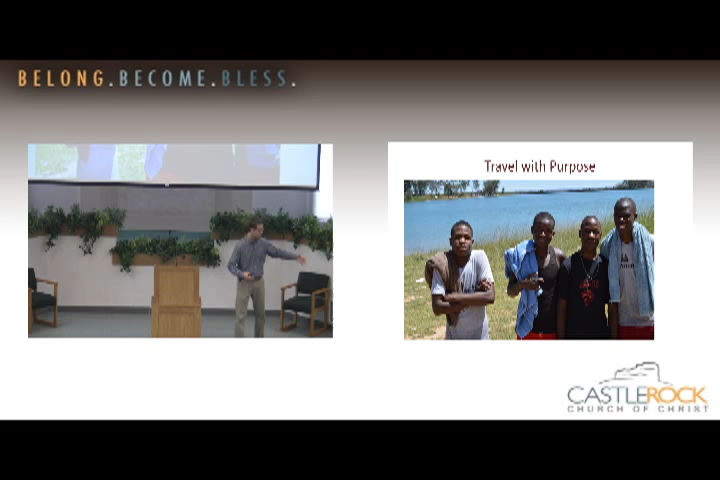 BELONG.BECOME.BLESS.
Travel with Purpose
CASTLEROCK
CHURCH OF CHRIST